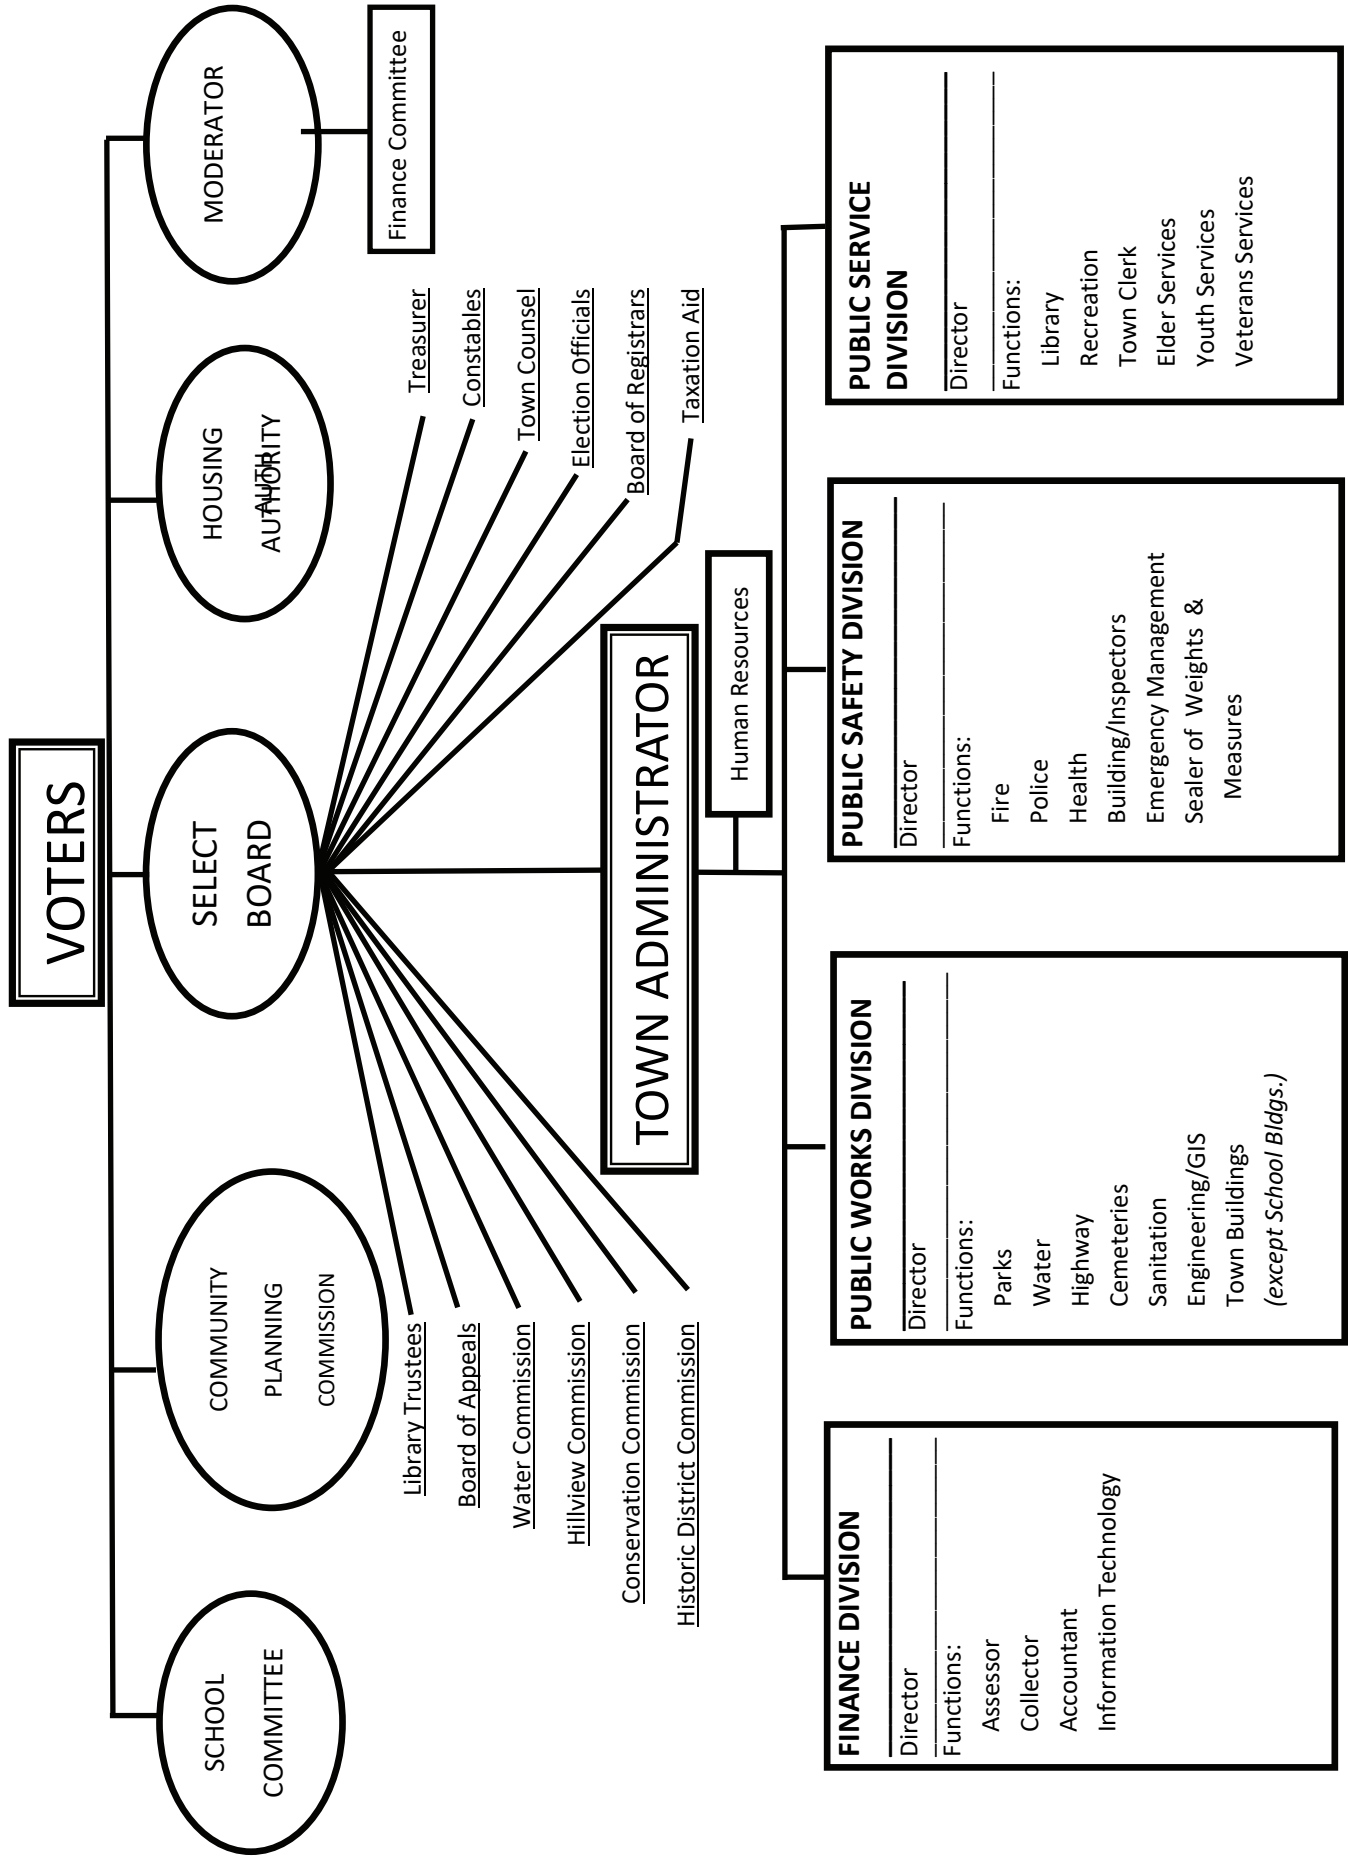 VOTERS
SCHOOL
COMMITTEE
COMMUNITY
PLANNING
COMMISSION
SELECT
BOARD
HOUSING
AUTH
AUTHORITY
MODERATOR
Finance Committee
Library Trustees
Board of Appeals
Water Commission
Hillview Commission
Conservation Commission
Historic District Commission
Treasurer
Constables
Town Counsel
Election Officials
Board of Registrars
Taxation Aid
TOWN ADMINISTRATOR
Human Resources
FINANCE DIVISION
Director
Functions:
Assessor
Collector
Accountant
Information Technology
PUBLIC WORKS DIVISION
Director
Functions:
Parks
Water
Highway
Cemeteries
Sanitation
Engineering/GIS
Town Buildings
(except School Bldgs.)
PUBLIC SAFETY DIVISION
Director
Functions:
Fire
Police
Health
Building/Inspectors
Emergency Management
Sealer of Weights &
Measures
PUBLIC SERVICE
DIVISION
Director
Functions:
Library
Recreation
Town Clerk
Elder Services
Youth Services
Veterans Services